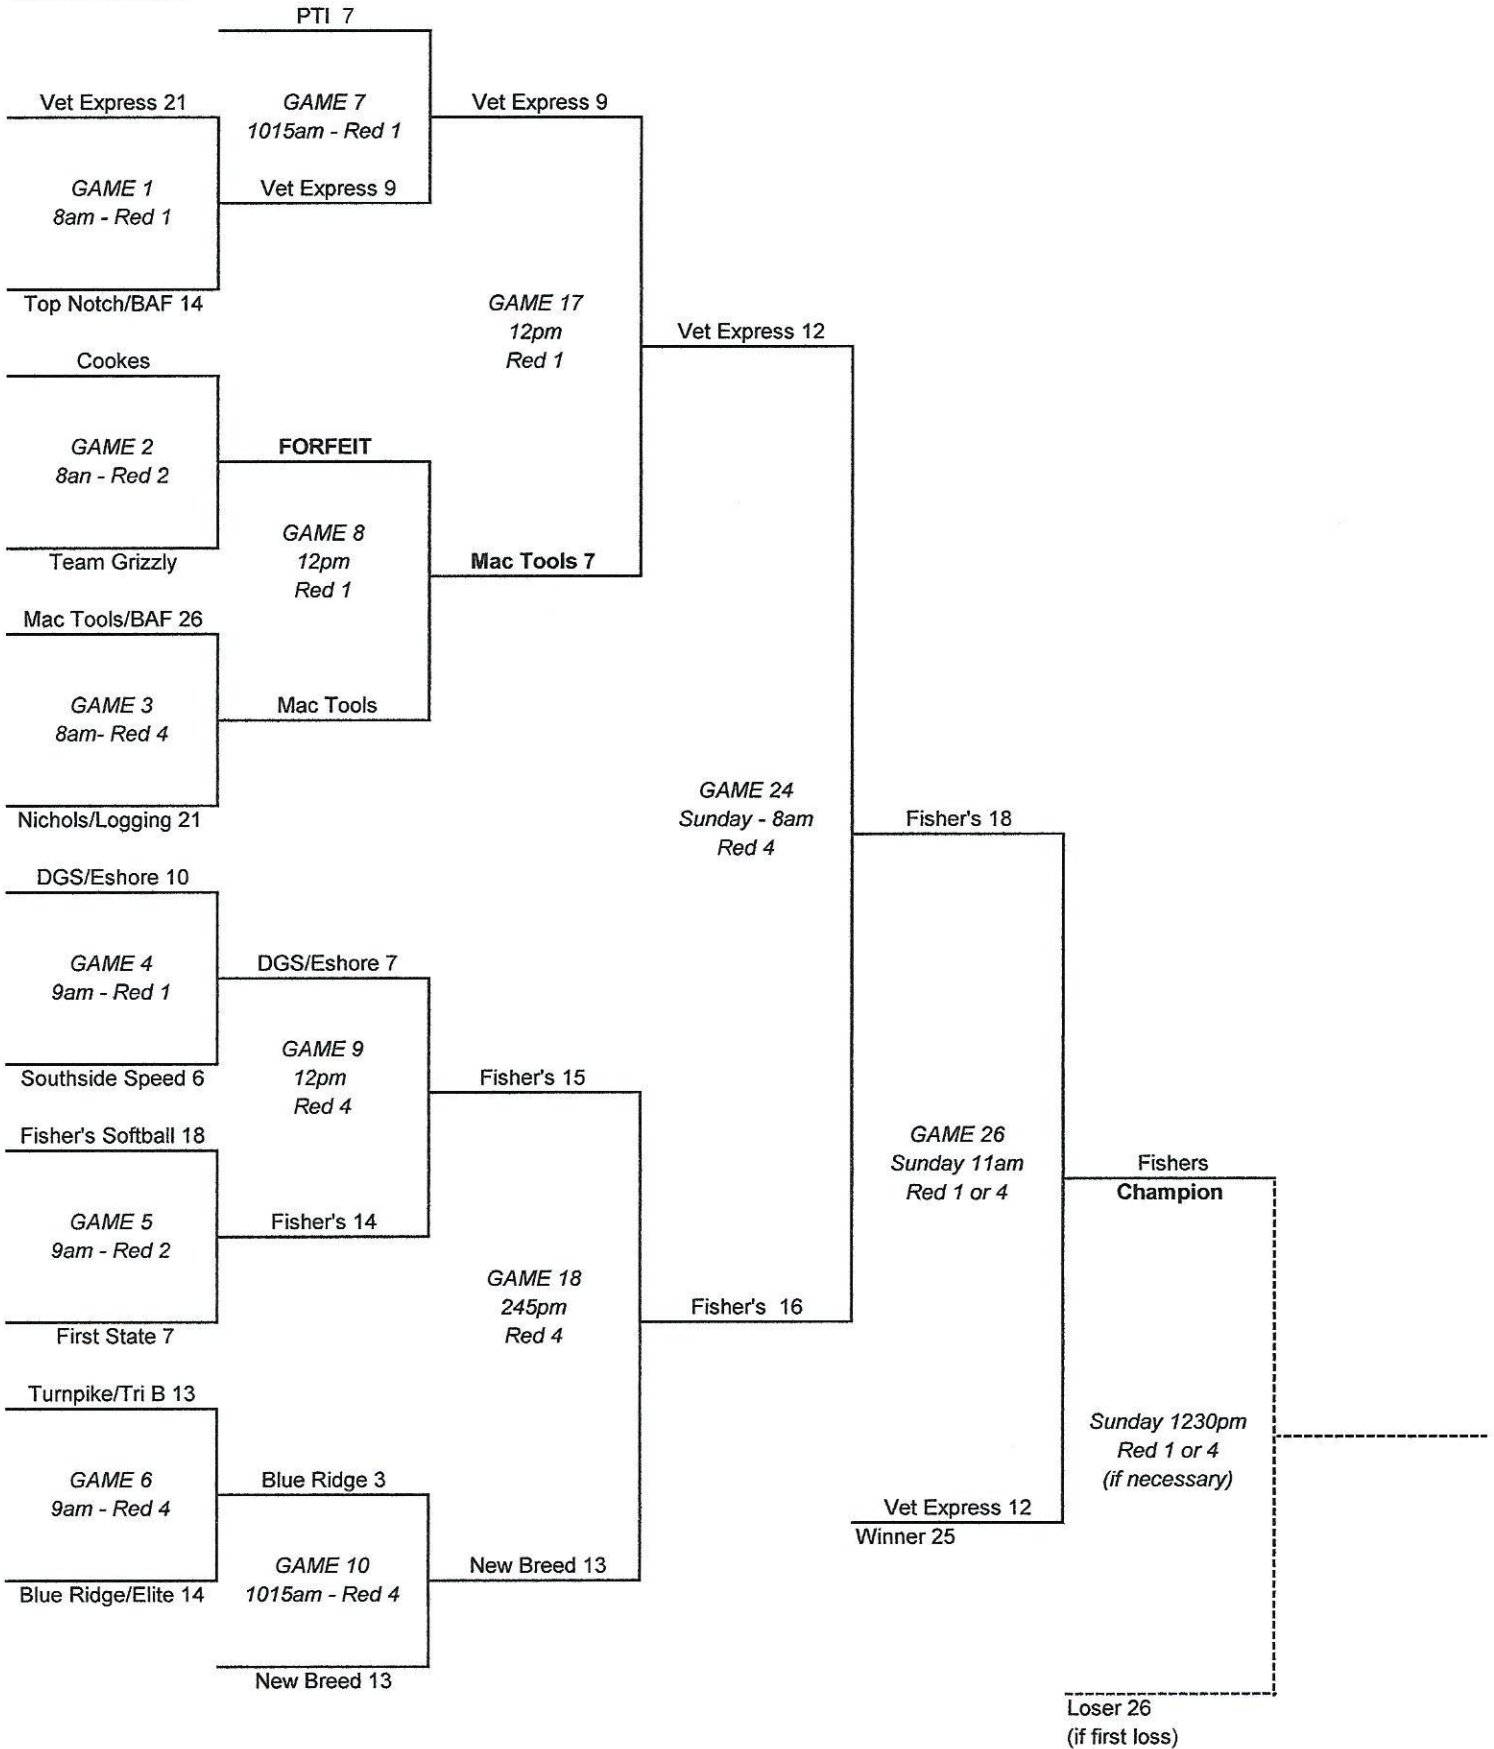 PTI 7
Vet Express 21
GAME 7
1015am - Red 1
Vet Express 9
GAME 1
8am - Red 1
Vet Express 9
Top Notch/BAF 14
GAME 17
12pm
Red 1
Vet Express 12
Cookes
GAME 2
8an - Red 2
FORFEIT
Team Grizzly
GAME 8
12pm
Red 1
Mac Tools 7
Mac Tools/BAF 26
GAME 3
8am- Red 4
Mac Tools
Nichols/Logging 21
GAME 24
Sunday - 8am
Red 4
Fisher's 18
DGS/Eshore 10
GAME 4
9am - Red 1
DGS/Eshore 7
Southside Speed 6
GAME 9
12pm
Red 4
Fisher's 15
Fisher's Softball 18
GAME 5
9am - Red 2
Fisher's 14
First State 7
GAME 18
245pm
Red 4
Fisher's 16
GAME 26
Sunday 11am
Red 1 or 4
Fishers
Champion
Turnpike/Tri B 13
GAME 6
9am - Red 4
Blue Ridge 3
Blue Ridge/Elite 14
GAME 10
1015am - Red 4
New Breed 13
New Breed 13
Sunday 1230pm
Red 1 or 4
(if necessary)
Vet Express 12
Winner 25
Loser 26
(if first loss)